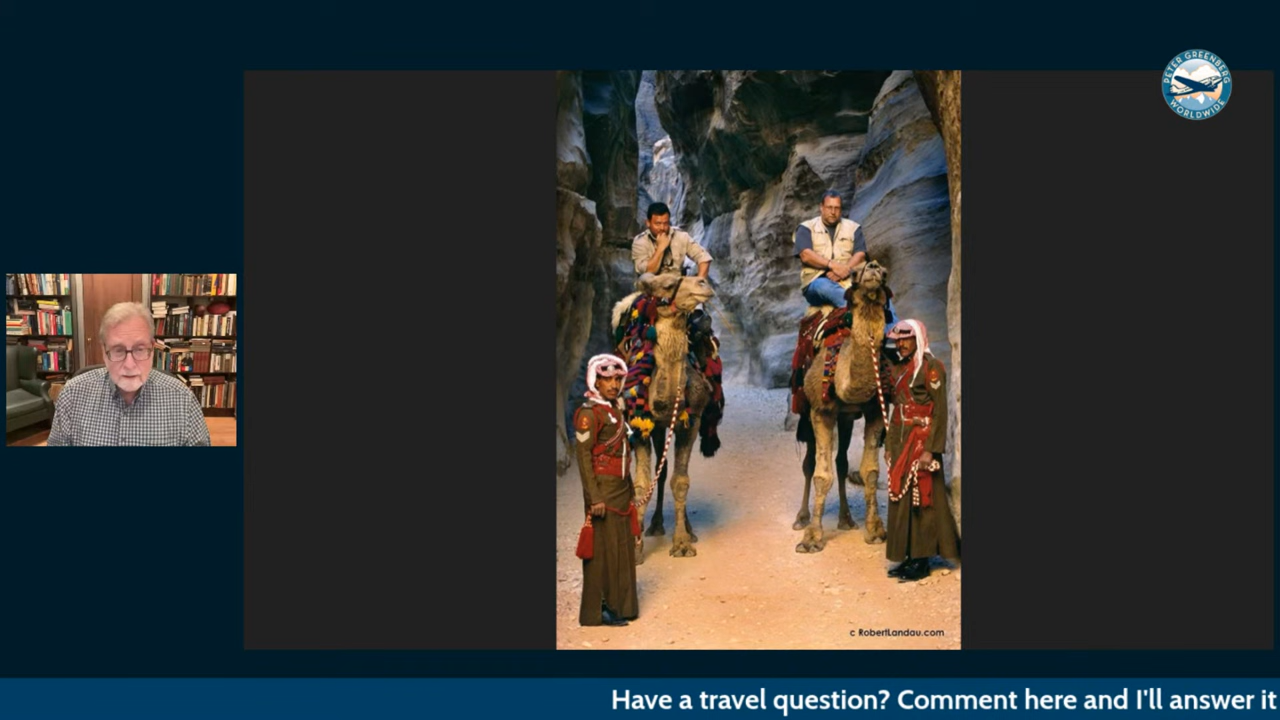 PETER GREENBERG
WORLDWIDE
c RobertLandau.com
Have a travel question? Comment here and I'll answer it